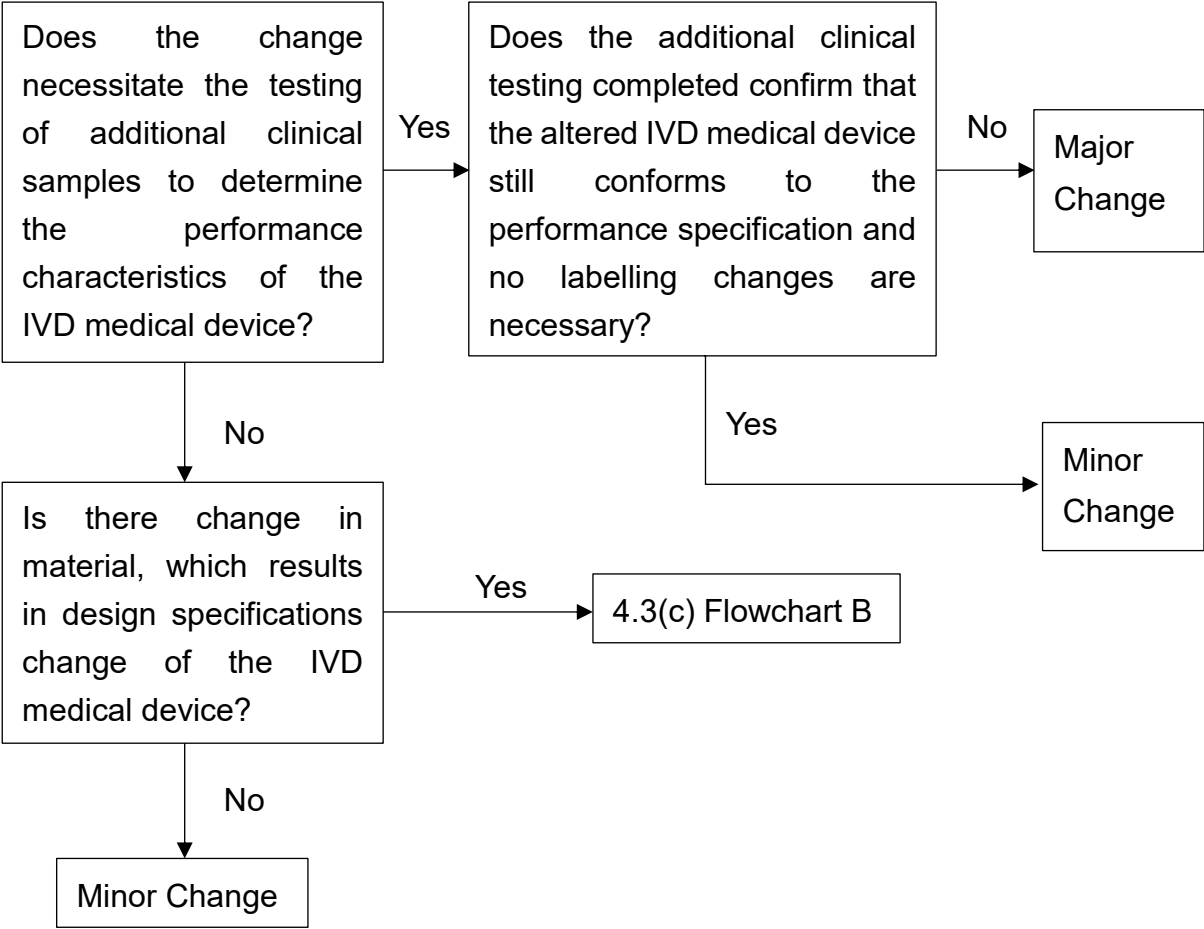 Does the change
necessitate the testing
of additional clinical
samples to determine
the performance
characteristics of the
IVD medical device?
Yes
Does the additional clinical
testing completed confirm that
the altered IVD medical device
still conforms to the
performance specification and
no labelling changes are
necessary?
No
Major
Change
Yes
Minor
Change
No
Is there change in
material, which results
in design specifications
change of the IVD
medical device?
Yes
4.3(c) Flowchart B
No
Minor Change